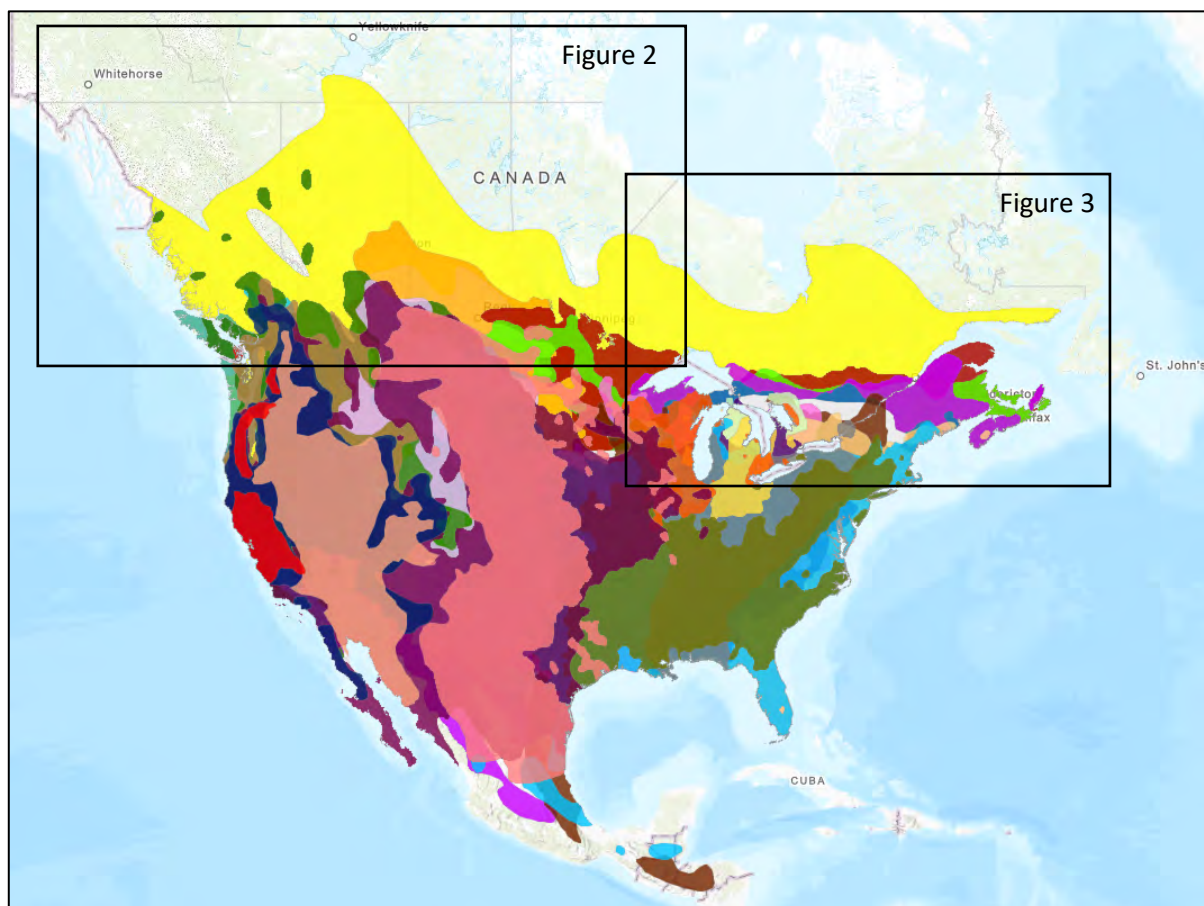 Yellowknife
Figure 2
Whitehorse
CANADA
Figure 3
St. John's
CUBA